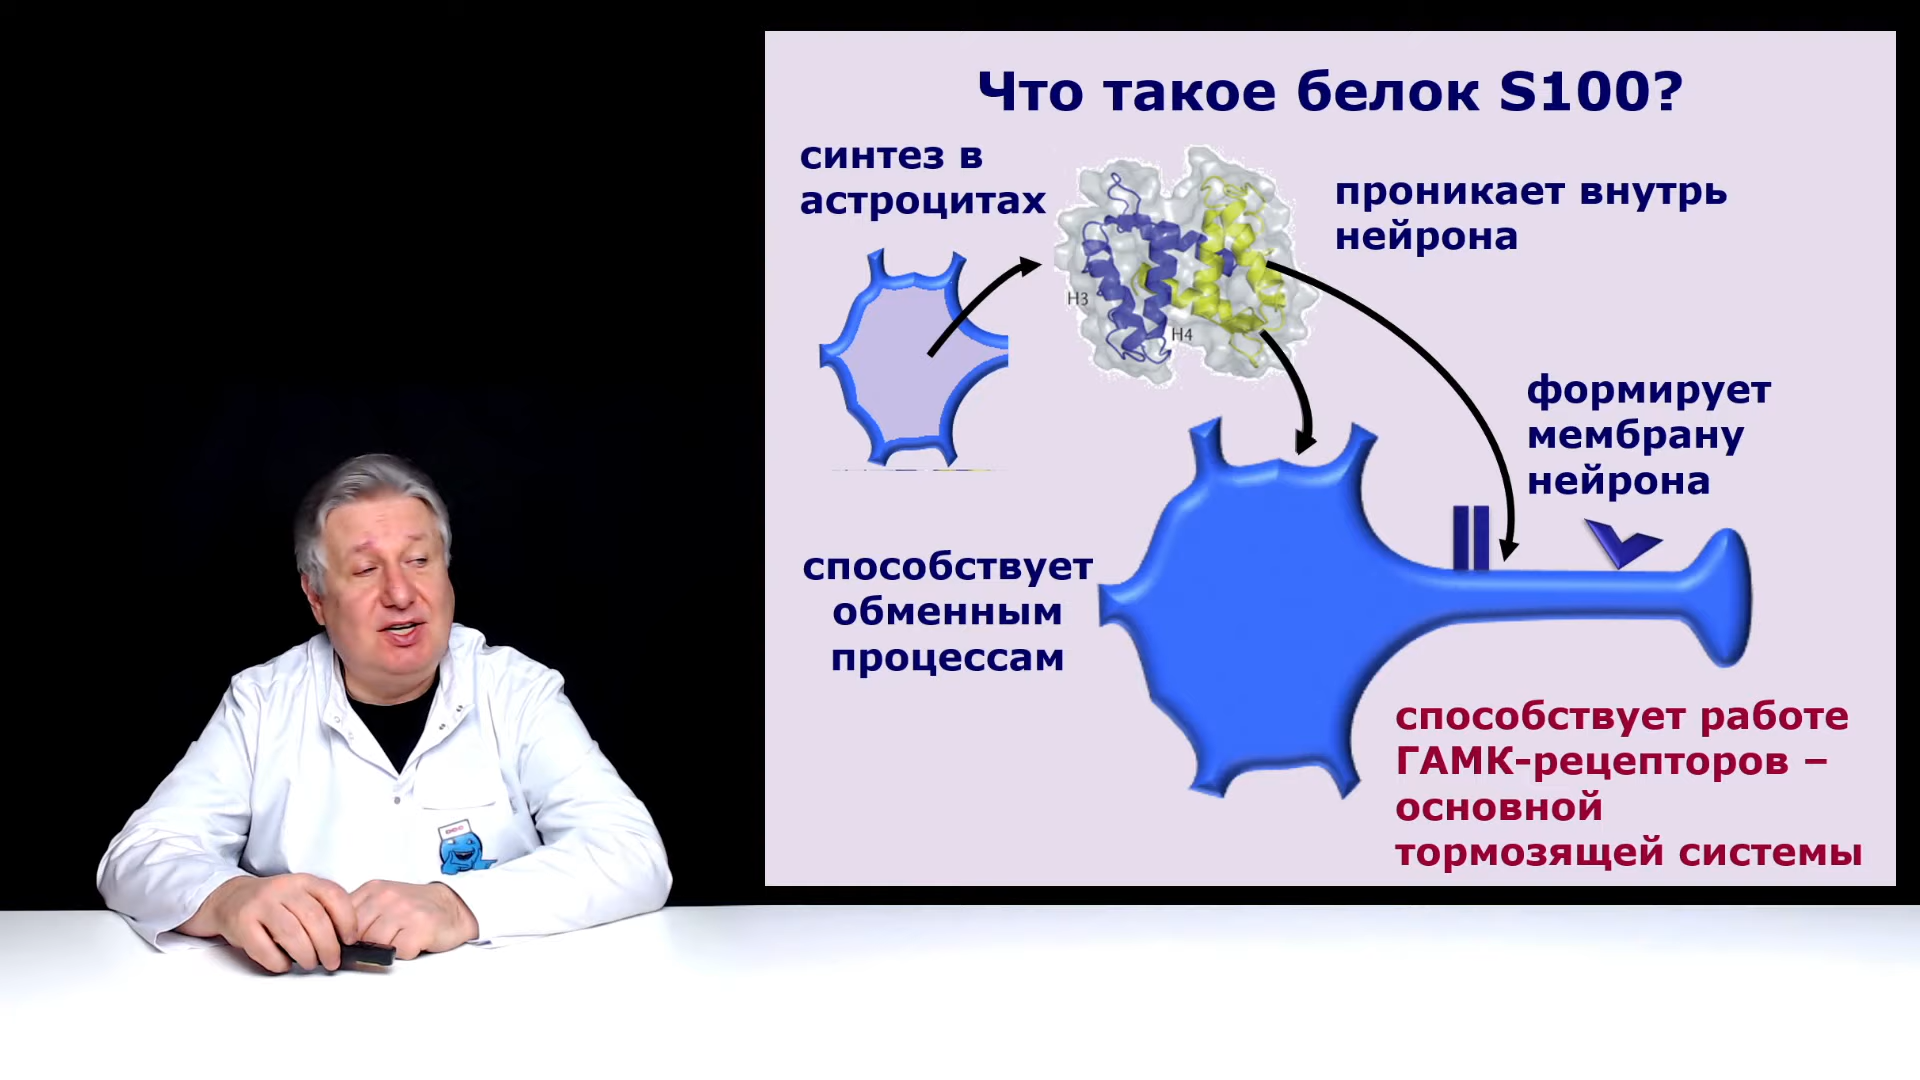 Что такое белок S100?
синтез в
астроцитах
проникает внутрь
нейрона
H3
H4
формирует
мембрану
нейрона
способствует
обменным
процессам
способствует работе
ГАМК-рецепторов –
основной
тормозящей системы